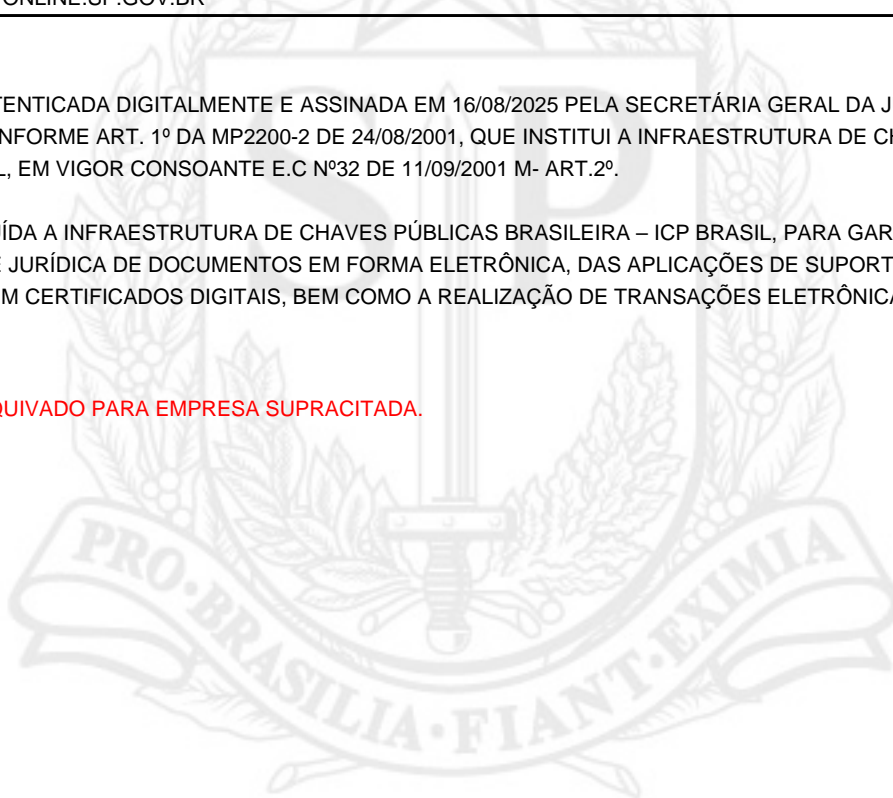 ONLINE.SP.GOV.BR
TENTICADA DIGITALMENTE E ASSINADA EM 16/08/2025 PELA SECRETÁRIA GERAL DA J
NFORME ART. 1º DA MP2200-2 DE 24/08/2001, QUE INSTITUI A INFRAESTRUTURA DE CH
L, EM VIGOR CONSOANTE E.C Nº32 DE 11/09/2001 M- ART.2º.
UÍDA A INFRAESTRUTURA DE CHAVES PÚBLICAS BRASILEIRA – ICP BRASIL, PARA GAR
E JURÍDICA DE DOCUMENTOS EM FORMA ELETRÔNICA, DAS APLICAÇÕES DE SUPORT
M CERTIFICADOS DIGITAIS, BEM COMO A REALIZAÇÃO DE TRANSAÇÕES ELETRÔNICA
QUIVADO PARA EMPRESA SUPRACITADA.
SP
PRO·BRASILIA·FIANT·EXIMIA